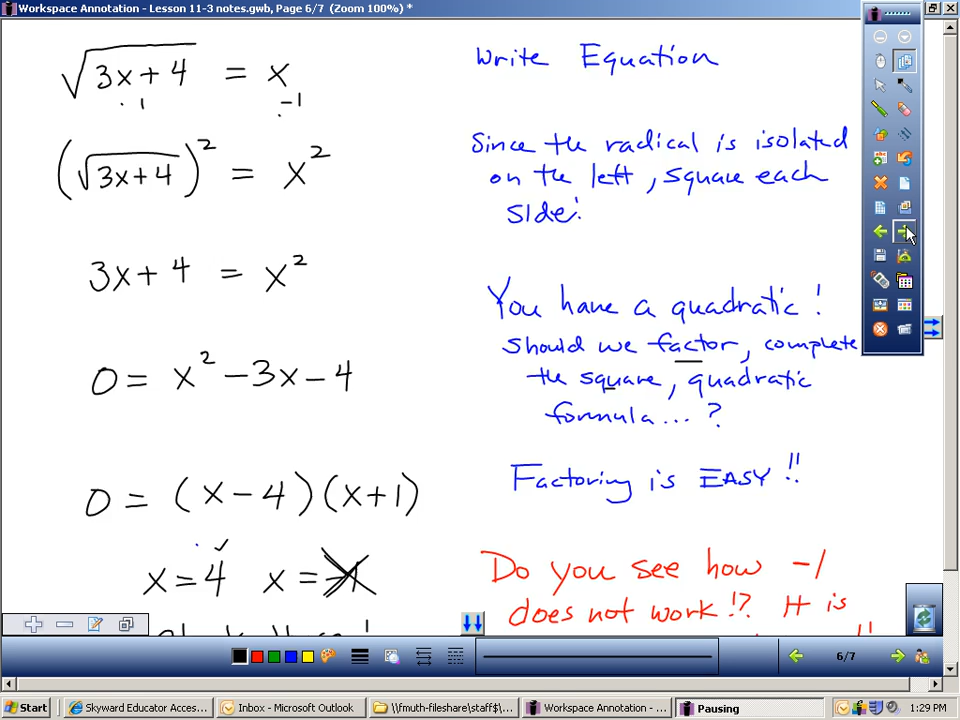 Workspace Annotation - Lesson 11-3 notes.gwb, Page 6/7 (Zoom 100%) *
√3x+4 = x
·1 -1
(√3x+4)² = x²
3x+4 = x²
0 = x² -3x -4
0 = (x-4)(x+1)
x=4 ✓ x=-1
Write Equation
Since the radical is isolated
on the left, square each
side:
You have a quadratic!
Should we factor, complete
the square, quadratic
formula...?
Factoring is EASY!!
Do you see how -1
does not work!? It is
6/7
Start
Skyward Educator Acces...
Inbox - Microsoft Outlook
\\fmuth-fileshare\staff$\...
Workspace Annotation - ...
Pausing
1:29 PM